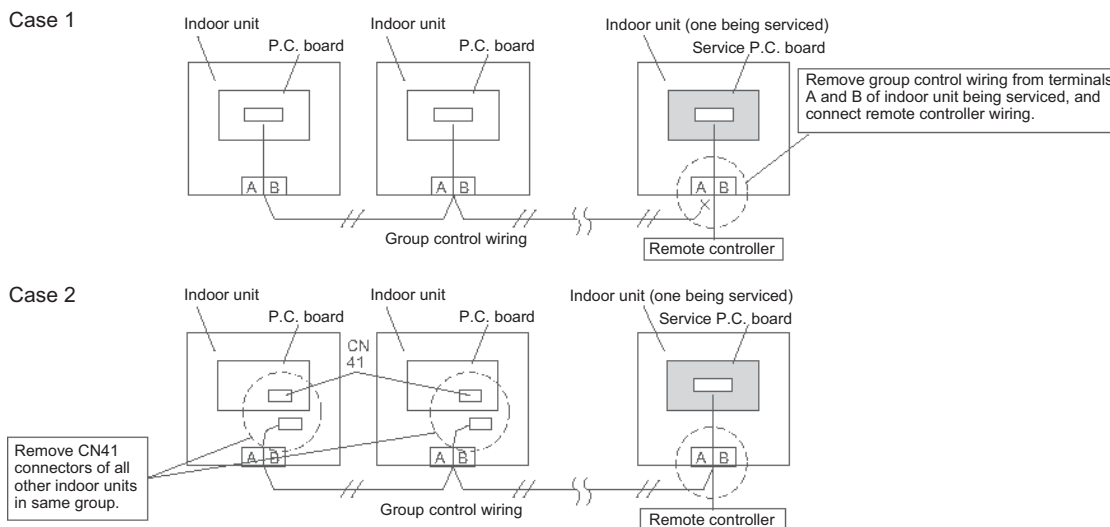 Case 1
Indoor unit
P.C. board
Indoor unit
P.C. board
Indoor unit (one being serviced)
Service P.C. board
Remove group control wiring from terminals
A and B of indoor unit being serviced, and
connect remote controller wiring.
A B
A B
A B
Group control wiring
Remote controller
Case 2
Indoor unit
P.C. board
Indoor unit
P.C. board
Indoor unit (one being serviced)
Service P.C. board
CN
41
Remove CN41
connectors of all
other indoor units
in same group.
A B
A B
A B
Group control wiring
Remote controller